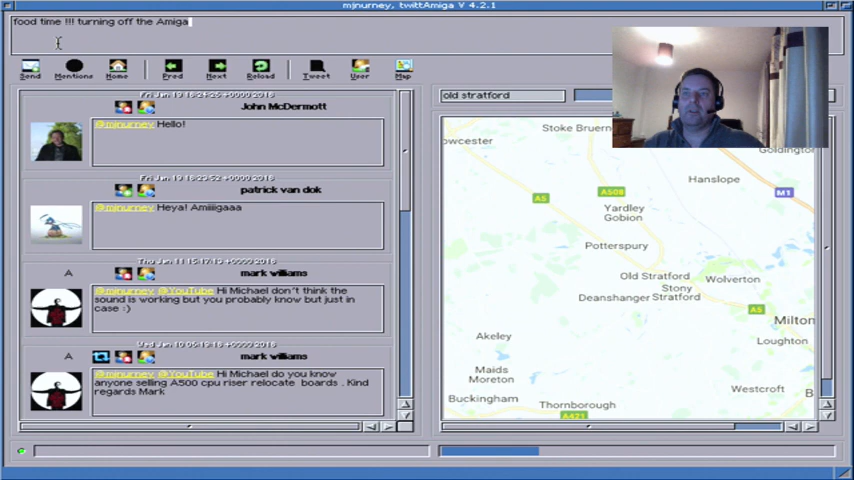 mjnurney, twittAmiga V 4.2.1
food time !!! turning off the Amiga
Send Mentions Home Pred Next Reload Tweet User Map
John McDermott
@mjnurney Hello!
patrick van dok
@mjnurney Heya! Amiiiigaaa
A
mark williams
@mjnurney @YouTube Hi Michael don't think the
sound is working but you probably know but just in
case :)
A
mark williams
@mjnurney @YouTube Hi Michael do you know
anyone selling A500 cpu riser relocate boards . Kind
regards Mark
old stratford
Stoke Bruern
owcester
Hanslope
A5
A508
M1
Yardley
Gobion
Potterspury
Old Stratford
Wolverton
Stony
Stratford
Deanshanger
A5
Milton
Loughton
Akeley
Maids
Moreton
Westcroft
B
Buckingham
Thornborough
A421